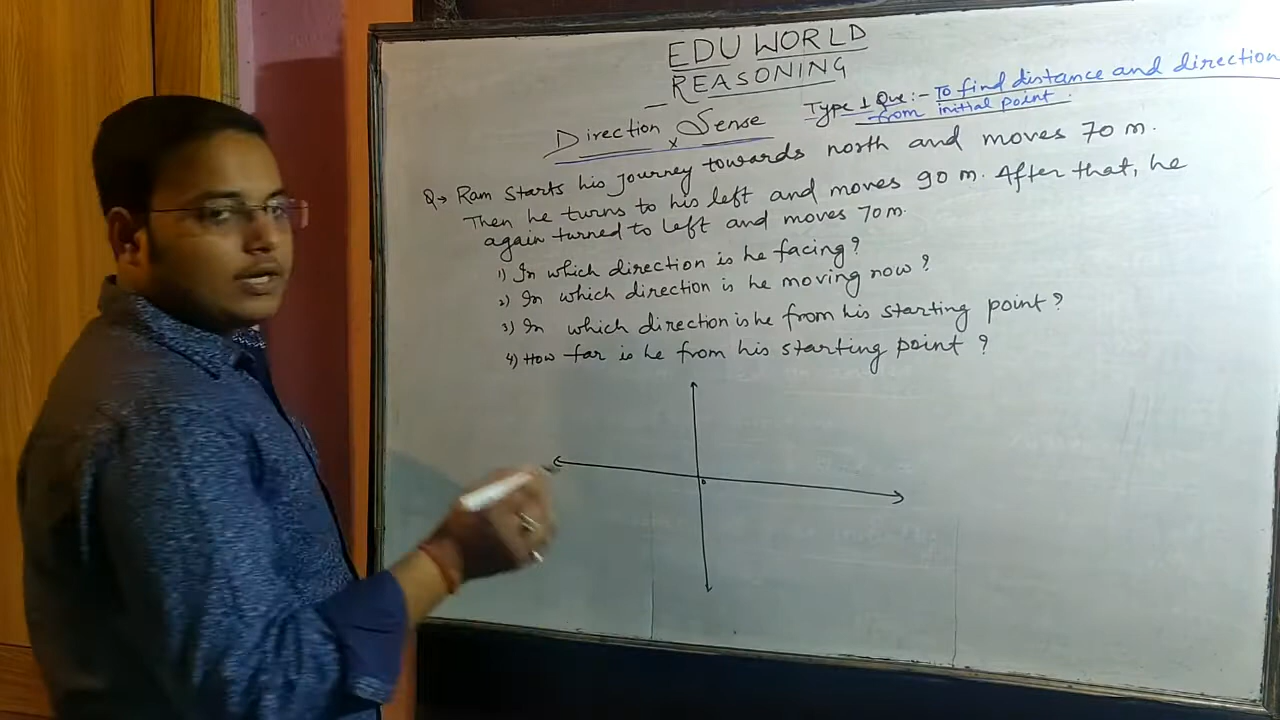 EDU WORLD
REASONING
Direction Sense
Type 1 Que:- To find distance and direction
from initial point.
Q→ Ram starts his journey towards north and moves 70 m.
Then he turns to his left and moves 90 m. After that, he
again turned to left and moves 70m.
1) In which direction is he facing?
2) In which direction is he moving now?
3) In which direction is he from his starting point?
4) How far is he from his starting point?